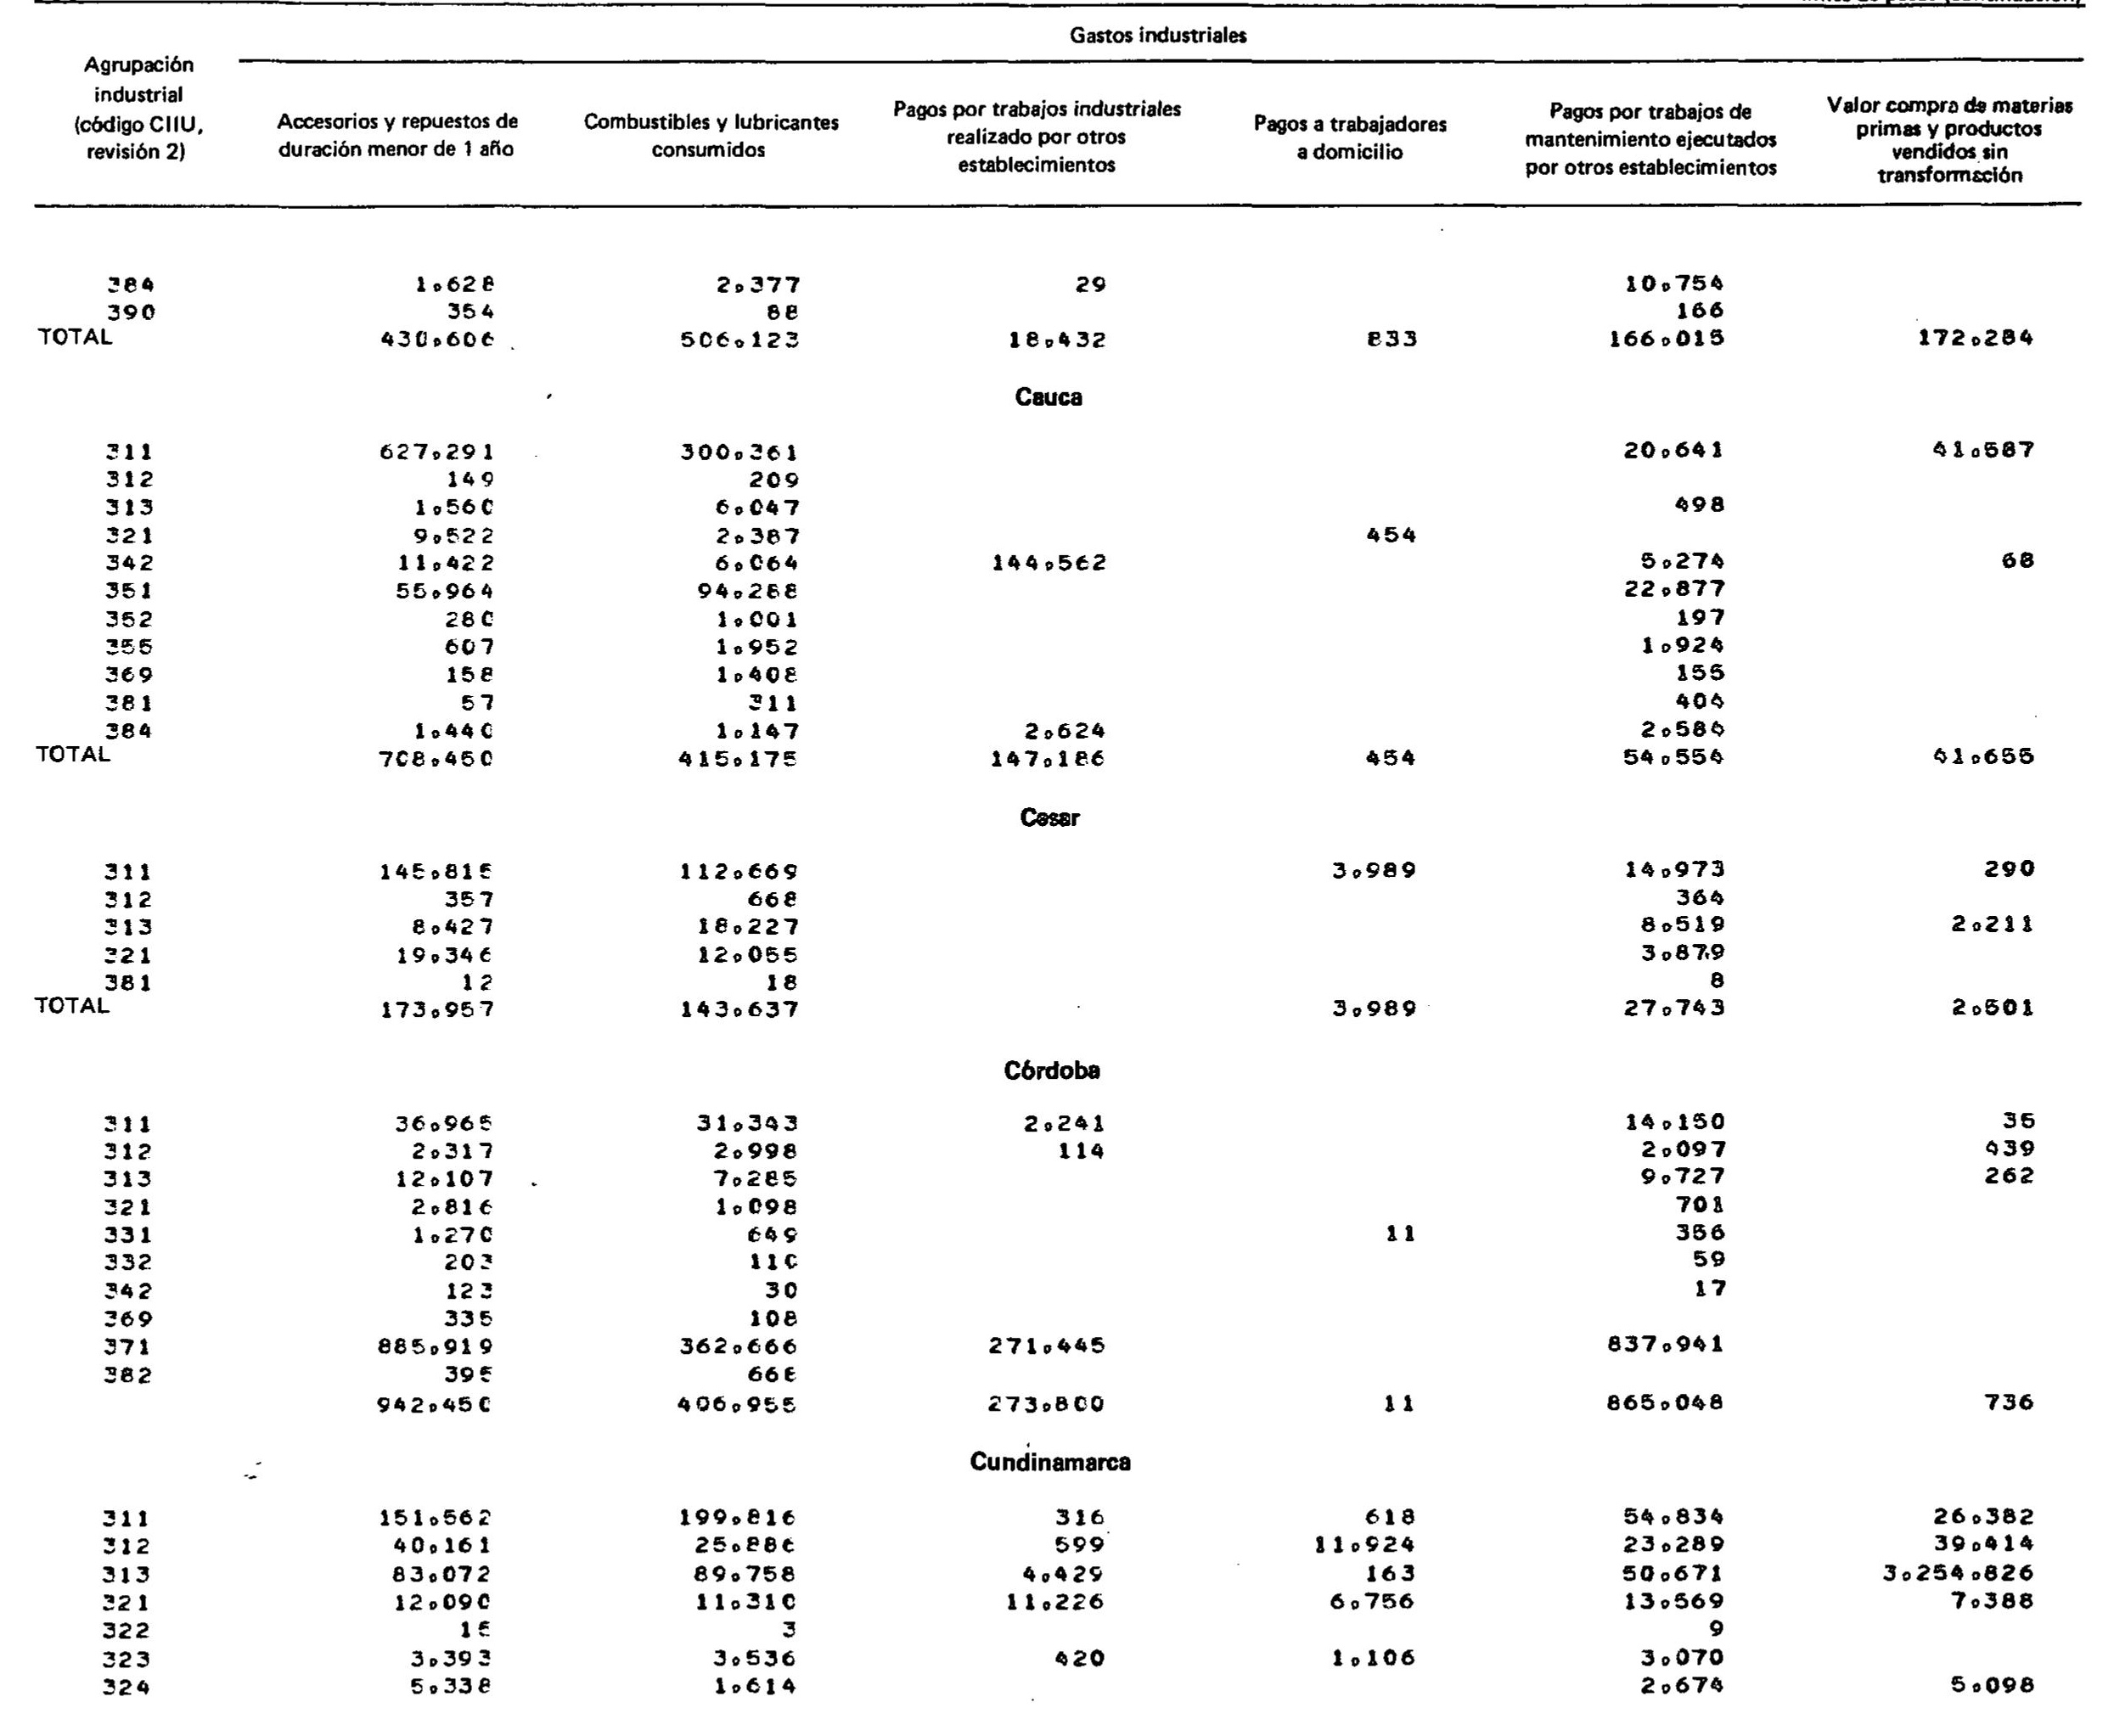 Gastos industriales
Agrupación industrial (código CIIU, revisión 2)
Accesorios y repuestos de duración menor de 1 año
Combustibles y lubricantes consumidos
Pagos por trabajos industriales realizado por otros establecimientos
Pagos a trabajadores a domicilio
Pagos por trabajos de mantenimiento ejecutados por otros establecimientos
Valor compra de materias primas y productos vendidos sin transformación
384 1.628 2.377 29 10.754
390 354 88 166
TOTAL 430.606 506.123 18.432 833 166.015 172.284
Cauca
311 627.291 300.361 20.641 41.587
312 149 209
313 1.560 6.047 498
321 9.522 2.387 454
342 11.422 6.064 144.562 5.274 68
351 55.964 94.288 22.877
352 280 1.001 197
355 607 1.952 1.924
369 158 1.408 155
381 57 311 404
384 1.440 1.147 2.624 2.584
TOTAL 708.450 415.175 147.186 454 54.554 41.655
Cesar
311 145.815 112.669 3.989 14.973 290
312 357 668 364
313 8.427 18.227 8.519 2.211
321 19.346 12.055 3.879
381 12 18 8
TOTAL 173.957 143.637 3.989 27.743 2.501
Córdoba
311 36.965 31.343 2.241 14.150 35
312 2.317 2.998 114 2.097 439
313 12.107 7.285 9.727 262
321 2.816 1.098 701
331 1.270 649 11 356
332 203 110 59
342 123 30 17
369 335 108
371 885.919 362.666 271.445 837.941
382 395 668
942.450 406.955 273.800 11 865.048 736
Cundinamarca
311 151.562 199.816 316 618 54.834 26.382
312 40.161 25.886 599 11.924 23.289 39.414
313 83.072 89.758 4.429 163 50.671 3.254.826
321 12.090 11.310 11.226 6.756 13.569 7.388
322 15 3 9
323 3.393 3.536 420 1.106 3.070
324 5.338 1.614 2.674 5.098